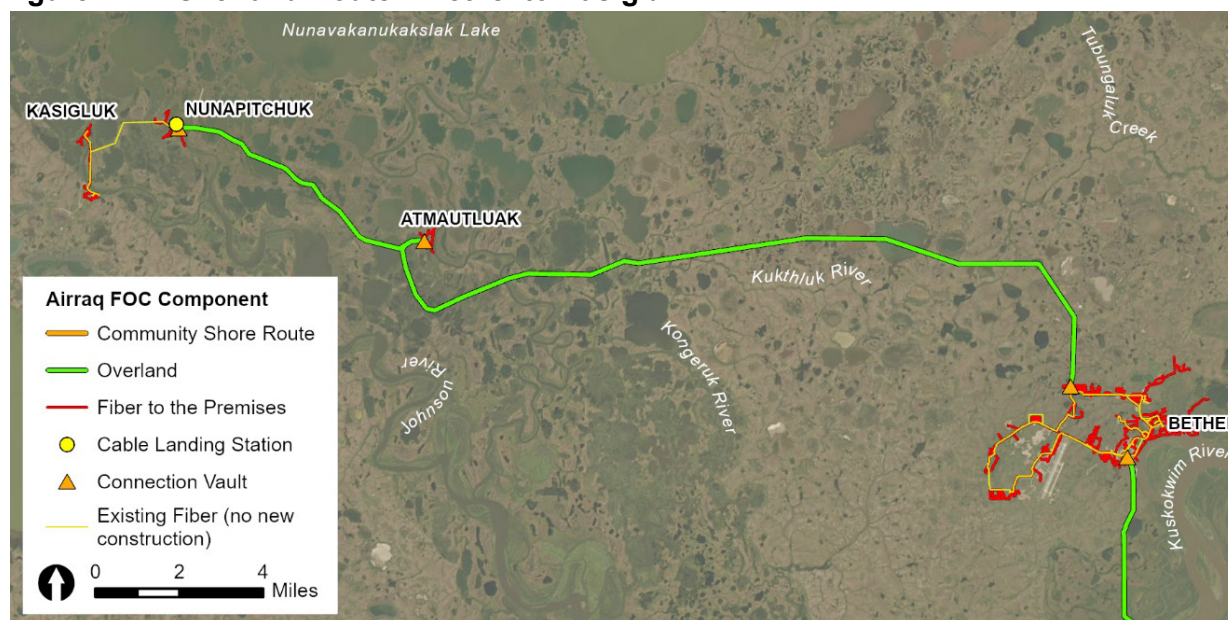 Nunavakanukakslak Lake
Tubungaluk
Creek
KASIGLUK
NUNAPITCHUK
ATMAUTLUAK
Kukthluk River
Kongeruk River
Johnson
River
BETHEL
Kuskokwim River
Airraq FOC Component
Community Shore Route
Overland
Fiber to the Premises
Cable Landing Station
Connection Vault
Existing Fiber (no new
construction)
0 2 4
Miles